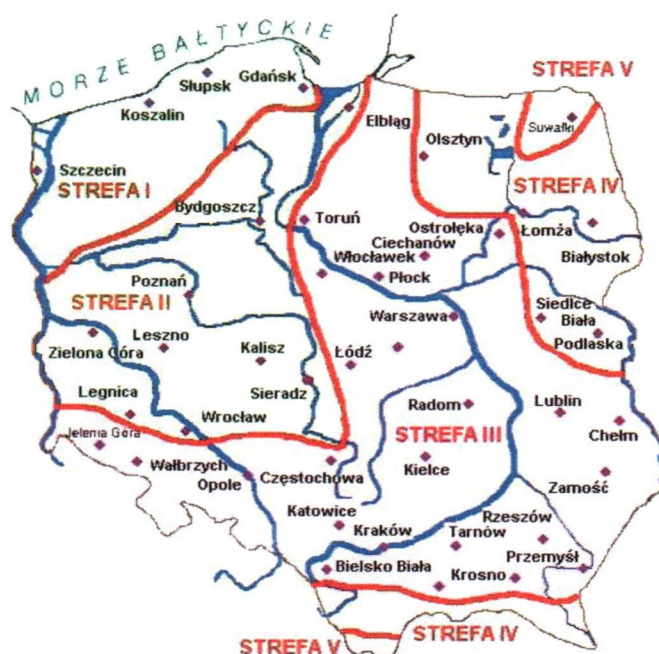 MORZE BAŁTYCKIE
STREFA V
Słupsk
Gdańsk
Koszalin
Elbląg
Olsztyn
Suwałki
Szczecin
STREFA I
STREFA IV
Bydgoszcz
Toruń
Ostrołęka
Łomża
Ciechanów
Włocławek
Białystok
Poznań
Płock
STREFA II
Siedlce
Warszawa
Biała
Podlaska
Leszno
Zielona Góra
Kalisz
Łódź
Legnica
Sieradz
Radom
Lublin
Wrocław
Jelenia Góra
STREFA III
Chełm
Wałbrzych
Częstochowa
Kielce
Opole
Zamość
Katowice
Rzeszów
Kraków
Tarnów
Przemyśl
Bielsko Biała
Krosno
STREFA V
STREFA IV